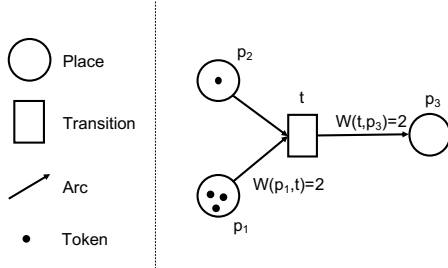 Place
Transition
Arc
Token
p2
t
p3
W(t,p3)=2
W(p1,t)=2
p1